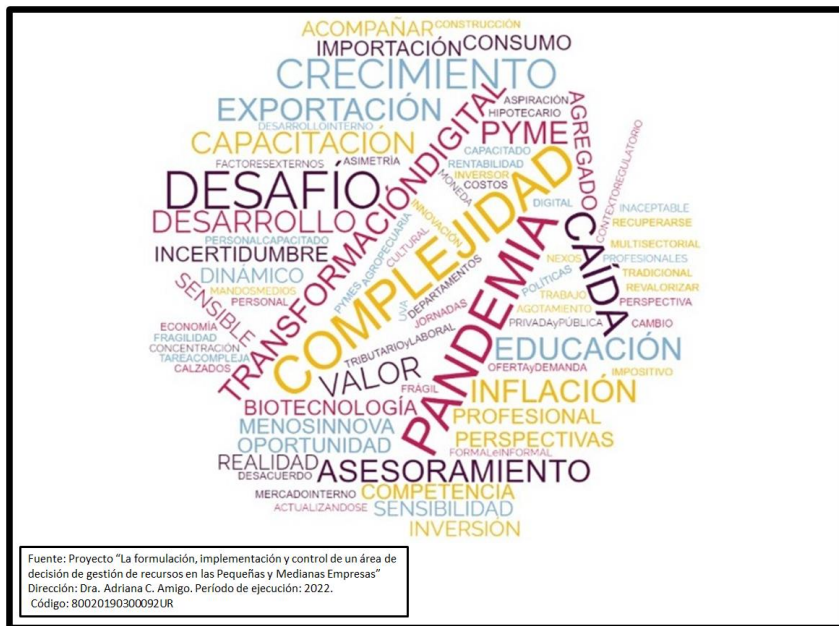 ACOMPAÑAR
CONSTRUCCIÓN
IMPORTACIÓN
CONSUMO
CRECIMIENTO
EXPORTACIÓN
DESARROLLOINTERNO
CAPACITACIÓN
FACTORESEXTERNOS
ASIMETRÍA
DESAFÍO
DESARROLLO
PERSONALCAPACITADO
INCERTIDUMBRE
DINÁMICO
MANDOSMEDIOS
SENSIBLE
PERSONAL
ECONOMÍA
FRAGILIDAD
CONCENTRACIÓN
TAREACOMPLEJA
CALZADOS
TRANSFORMACIÓNDIGITAL
COMPLEJIDAD
PANDEMIA
ASPIRACIÓN
HIPOTECARIO
PYME
AGREGADO
CAPACITADO
RENTABILIDAD
INVERSOR
COSTOS
MONEDA
DIGITAL
CONTEXTOREGULATORIO
INNOVACIÓN
CULTURAL
AGROPECUARIA
PYMES
UVA
DEPARTAMENTOS
JORNADAS
TRIBUTARIOyLABORAL
CAÍDA
INACEPTABLE
RECUPERARSE
MULTISECTORIAL
NEXOS
PROFESIONALES
POLÍTICAS
TRADICIONAL
TRABAJO
REVALORIZAR
AGOTAMIENTO
PERSPECTIVA
PRIVADAyPÚBLICA
CAMBIO
EDUCACIÓN
OFERTAyDEMANDA
IMPOSITIVO
VALOR
FRÁGIL
INFLACIÓN
BIOTECNOLOGÍA
PROFESIONAL
MENOSINNOVA
OPORTUNIDAD
PERSPECTIVAS
FORMALeINFORMAL
REALIDAD
DESACUERDO
ASESORAMIENTO
MERCADOINTERNO
COMPETENCIA
ACTUALIZANDOSE
SENSIBILIDAD
INVERSIÓN
Fuente: Proyecto "La formulación, implementación y control de un área de
decisión de gestión de recursos en las Pequeñas y Medianas Empresas"
Dirección: Dra. Adriana C. Amigo. Período de ejecución: 2022.
Código: 80020190300092UR